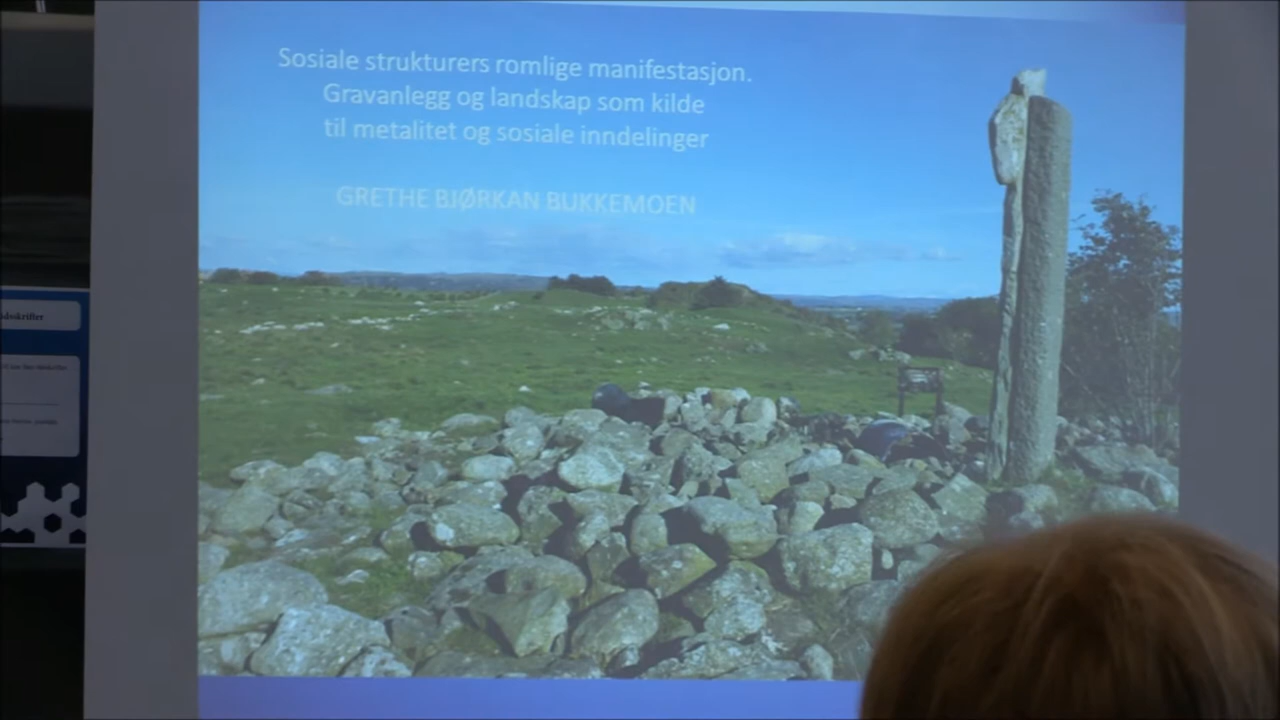 Sosiale strukturers romlige manifestasjon.
Gravanlegg og landskap som kilde
til metalitet og sosiale inndelinger
GRETHE BJØRKAN BUKKEMOEN